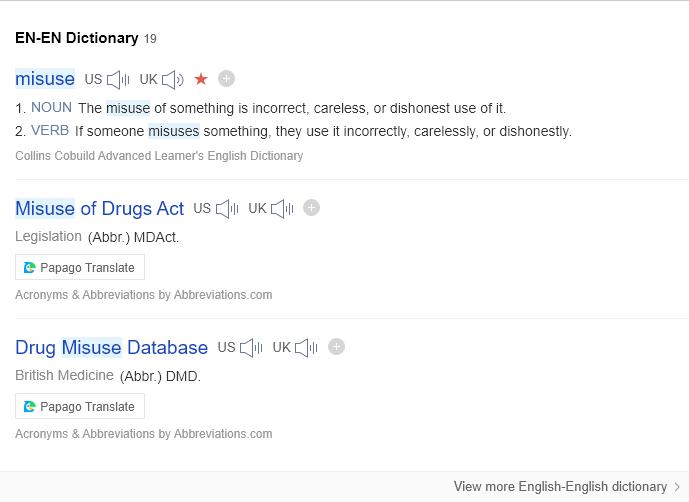 EN-EN Dictionary 19
misuse US UK
1. NOUN The misuse of something is incorrect, careless, or dishonest use of it.
2. VERB If someone misuses something, they use it incorrectly, carelessly, or dishonestly.
Collins Cobuild Advanced Learner's English Dictionary
Misuse of Drugs Act US UK
Legislation (Abbr.) MDAct.
Papago Translate
Acronyms & Abbreviations by Abbreviations.com
Drug Misuse Database US UK
British Medicine (Abbr.) DMD.
Papago Translate
Acronyms & Abbreviations by Abbreviations.com
View more English-English dictionary